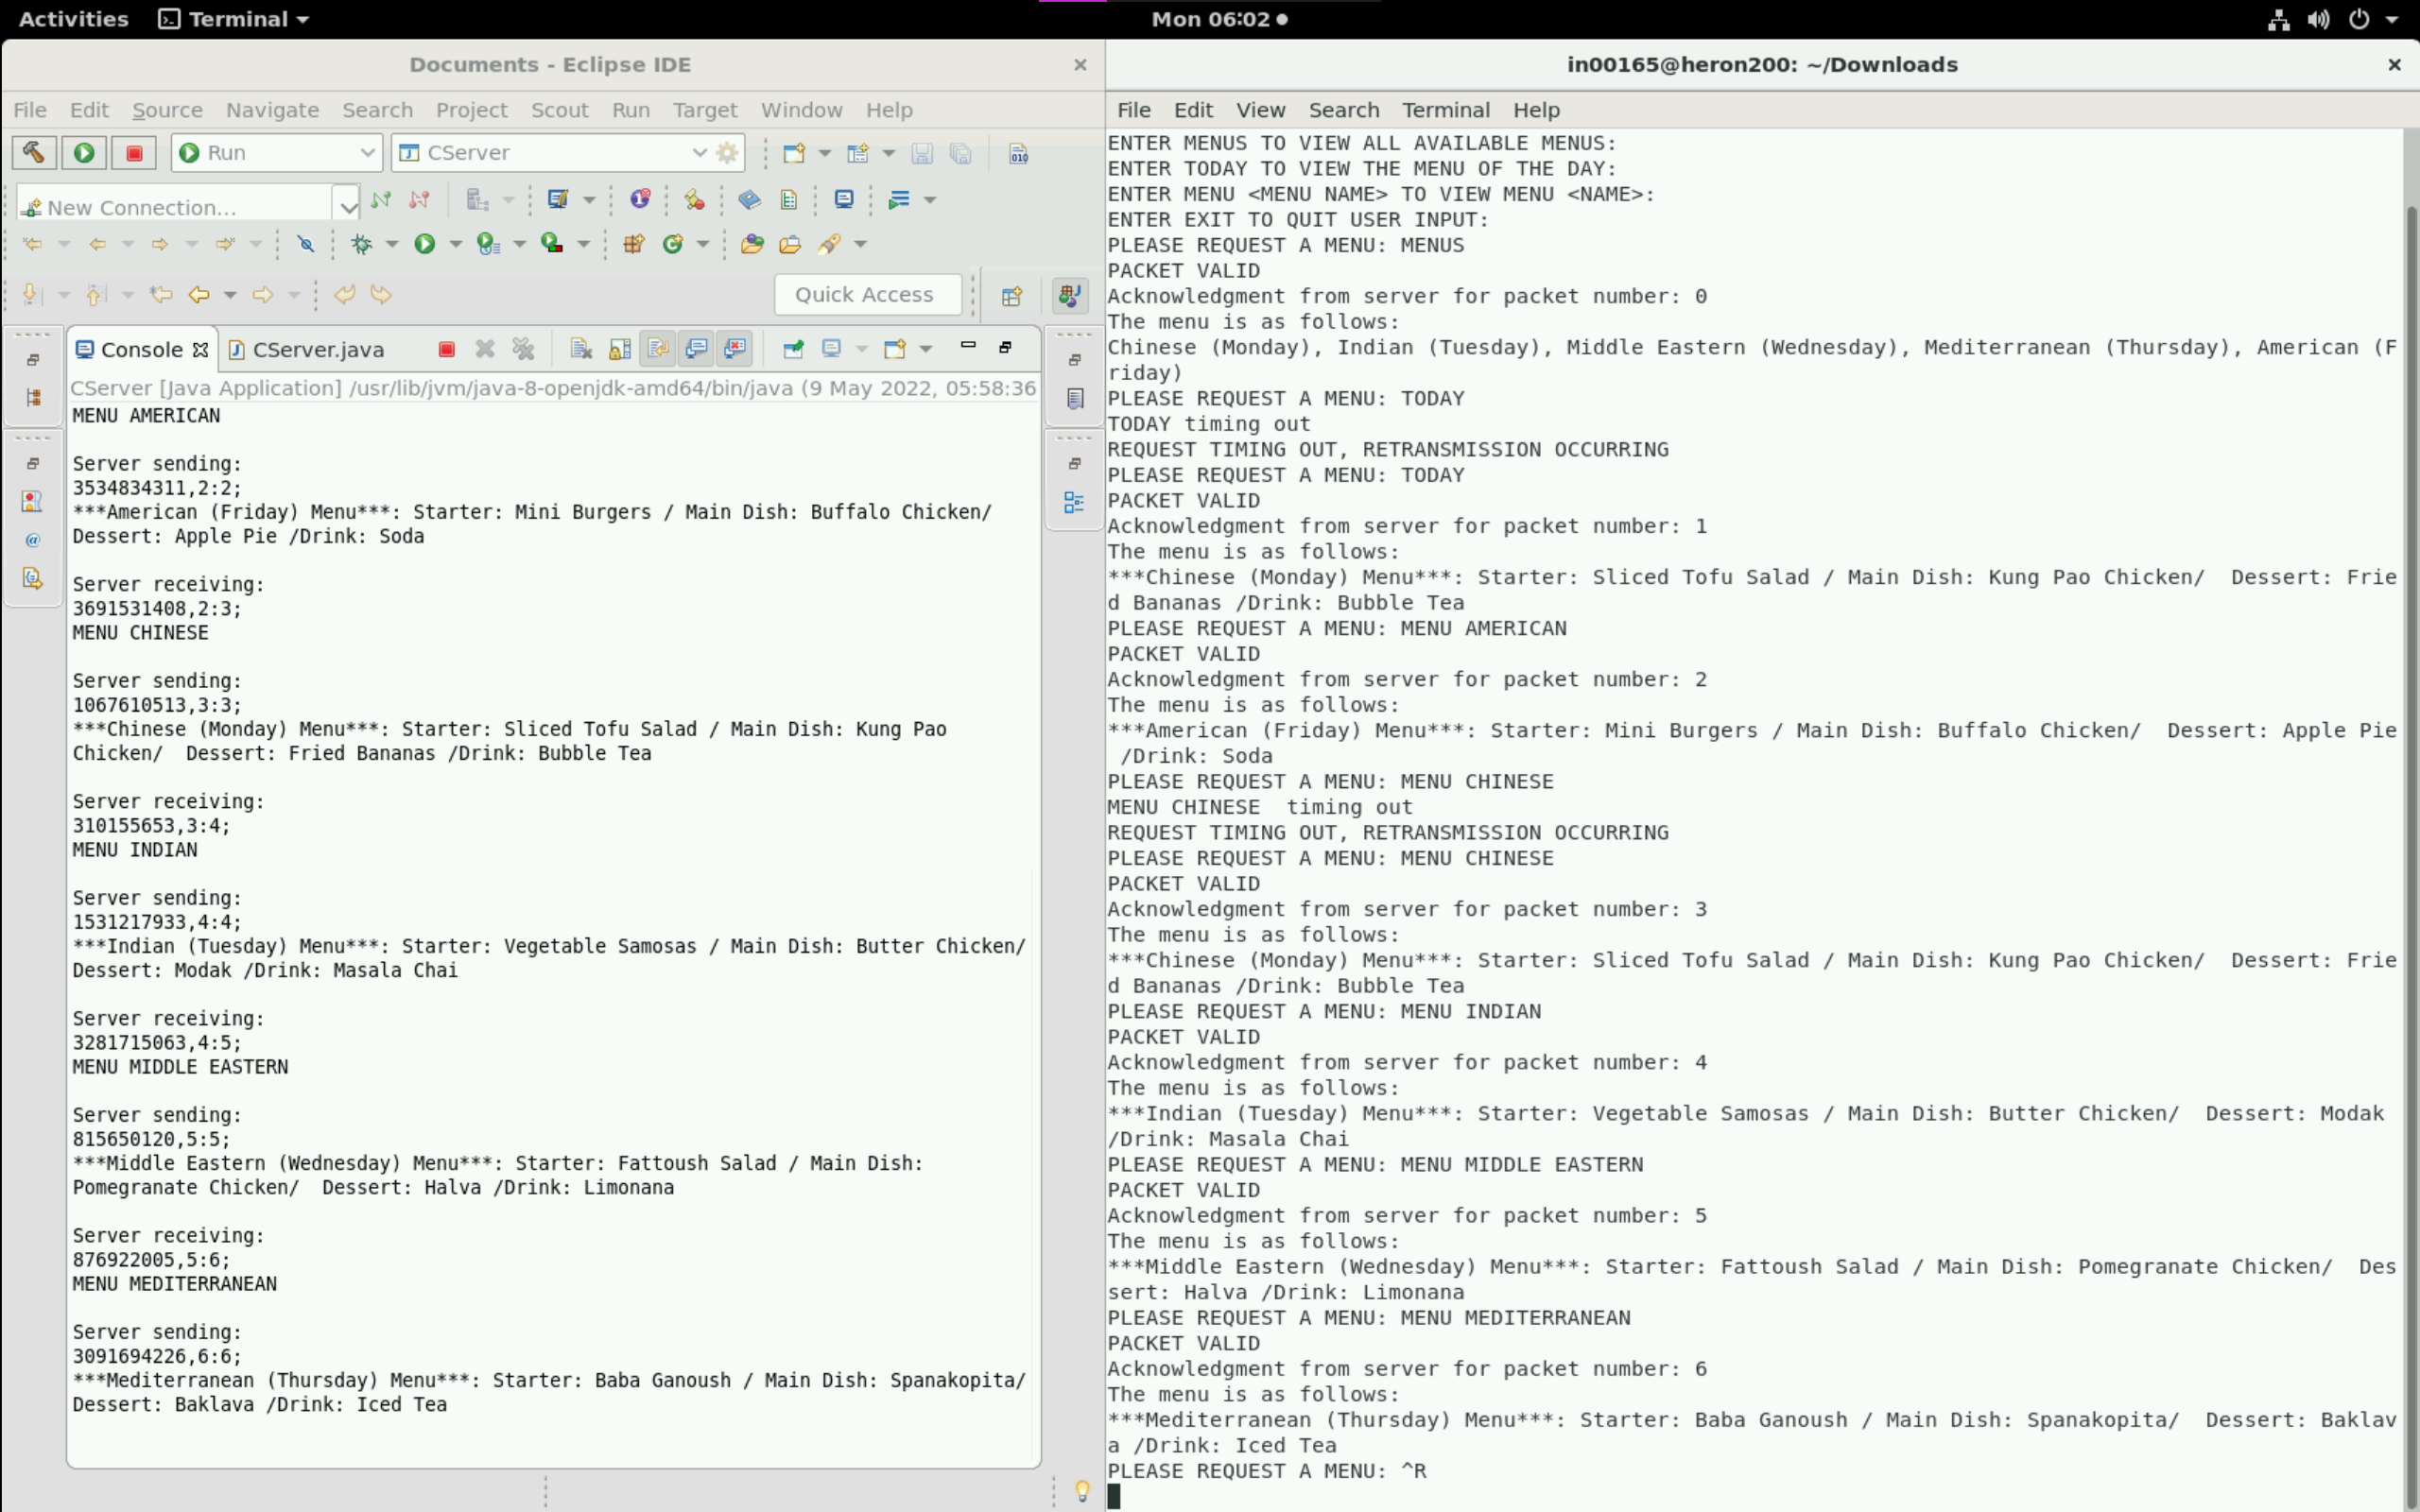 Activities Terminal Mon 06:02
Documents - Eclipse IDE
File Edit Source Navigate Search Project Scout Run Target Window Help
Run CServer
New Connection...
Quick Access
Console CServer.java
CServer [Java Application] /usr/lib/jvm/java-8-openjdk-amd64/bin/java (9 May 2022, 05:58:36
MENU AMERICAN
Server sending:
3534834311,2:2;
***American (Friday) Menu***: Starter: Mini Burgers / Main Dish: Buffalo Chicken/
Dessert: Apple Pie /Drink: Soda
Server receiving:
3691531408,2:3;
MENU CHINESE
Server sending:
1067610513,3:3;
***Chinese (Monday) Menu***: Starter: Sliced Tofu Salad / Main Dish: Kung Pao
Chicken/  Dessert: Fried Bananas /Drink: Bubble Tea
Server receiving:
310155653,3:4;
MENU INDIAN
Server sending:
1531217933,4:4;
***Indian (Tuesday) Menu***: Starter: Vegetable Samosas / Main Dish: Butter Chicken/
Dessert: Modak /Drink: Masala Chai
Server receiving:
3281715063,4:5;
MENU MIDDLE EASTERN
Server sending:
815650120,5:5;
***Middle Eastern (Wednesday) Menu***: Starter: Fattoush Salad / Main Dish:
Pomegranate Chicken/  Dessert: Halva /Drink: Limonana
Server receiving:
876922005,5:6;
MENU MEDITERRANEAN
Server sending:
3091694226,6:6;
***Mediterranean (Thursday) Menu***: Starter: Baba Ganoush / Main Dish: Spanakopita/
Dessert: Baklava /Drink: Iced Tea
in00165@heron200: ~/Downloads
File Edit View Search Terminal Help
ENTER MENUS TO VIEW ALL AVAILABLE MENUS:
ENTER TODAY TO VIEW THE MENU OF THE DAY:
ENTER MENU <MENU NAME> TO VIEW MENU <NAME>:
ENTER EXIT TO QUIT USER INPUT:
PLEASE REQUEST A MENU: MENUS
PACKET VALID
Acknowledgment from server for packet number: 0
The menu is as follows:
Chinese (Monday), Indian (Tuesday), Middle Eastern (Wednesday), Mediterranean (Thursday), American (F
riday)
PLEASE REQUEST A MENU: TODAY
TODAY timing out
REQUEST TIMING OUT, RETRANSMISSION OCCURRING
PLEASE REQUEST A MENU: TODAY
PACKET VALID
Acknowledgment from server for packet number: 1
The menu is as follows:
***Chinese (Monday) Menu***: Starter: Sliced Tofu Salad / Main Dish: Kung Pao Chicken/  Dessert: Frie
d Bananas /Drink: Bubble Tea
PLEASE REQUEST A MENU: MENU AMERICAN
PACKET VALID
Acknowledgment from server for packet number: 2
The menu is as follows:
***American (Friday) Menu***: Starter: Mini Burgers / Main Dish: Buffalo Chicken/  Dessert: Apple Pie
 /Drink: Soda
PLEASE REQUEST A MENU: MENU CHINESE
MENU CHINESE  timing out
REQUEST TIMING OUT, RETRANSMISSION OCCURRING
PLEASE REQUEST A MENU: MENU CHINESE
PACKET VALID
Acknowledgment from server for packet number: 3
The menu is as follows:
***Chinese (Monday) Menu***: Starter: Sliced Tofu Salad / Main Dish: Kung Pao Chicken/  Dessert: Frie
d Bananas /Drink: Bubble Tea
PLEASE REQUEST A MENU: MENU INDIAN
PACKET VALID
Acknowledgment from server for packet number: 4
The menu is as follows:
***Indian (Tuesday) Menu***: Starter: Vegetable Samosas / Main Dish: Butter Chicken/  Dessert: Modak
/Drink: Masala Chai
PLEASE REQUEST A MENU: MENU MIDDLE EASTERN
PACKET VALID
Acknowledgment from server for packet number: 5
The menu is as follows:
***Middle Eastern (Wednesday) Menu***: Starter: Fattoush Salad / Main Dish: Pomegranate Chicken/  Des
sert: Halva /Drink: Limonana
PLEASE REQUEST A MENU: MENU MEDITERRANEAN
PACKET VALID
Acknowledgment from server for packet number: 6
The menu is as follows:
***Mediterranean (Thursday) Menu***: Starter: Baba Ganoush / Main Dish: Spanakopita/  Dessert: Baklav
a /Drink: Iced Tea
PLEASE REQUEST A MENU: ^R